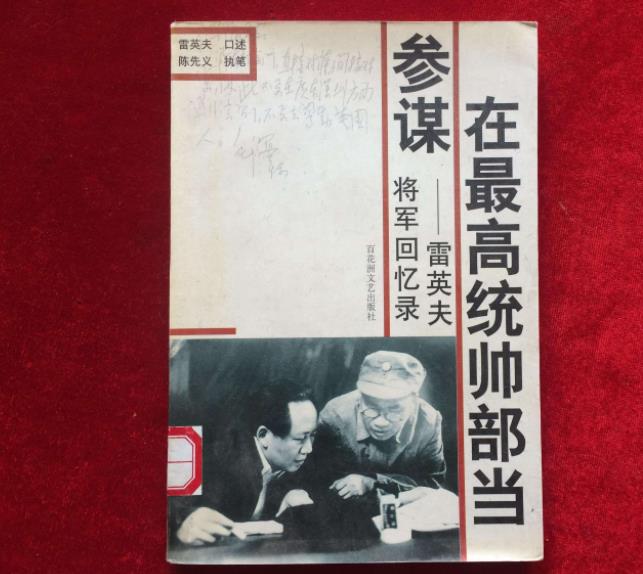 在最高统帅部当
参谋
——雷英夫
将军回忆录
雷英夫 口述
陈先义 执笔
百花洲文艺出版社